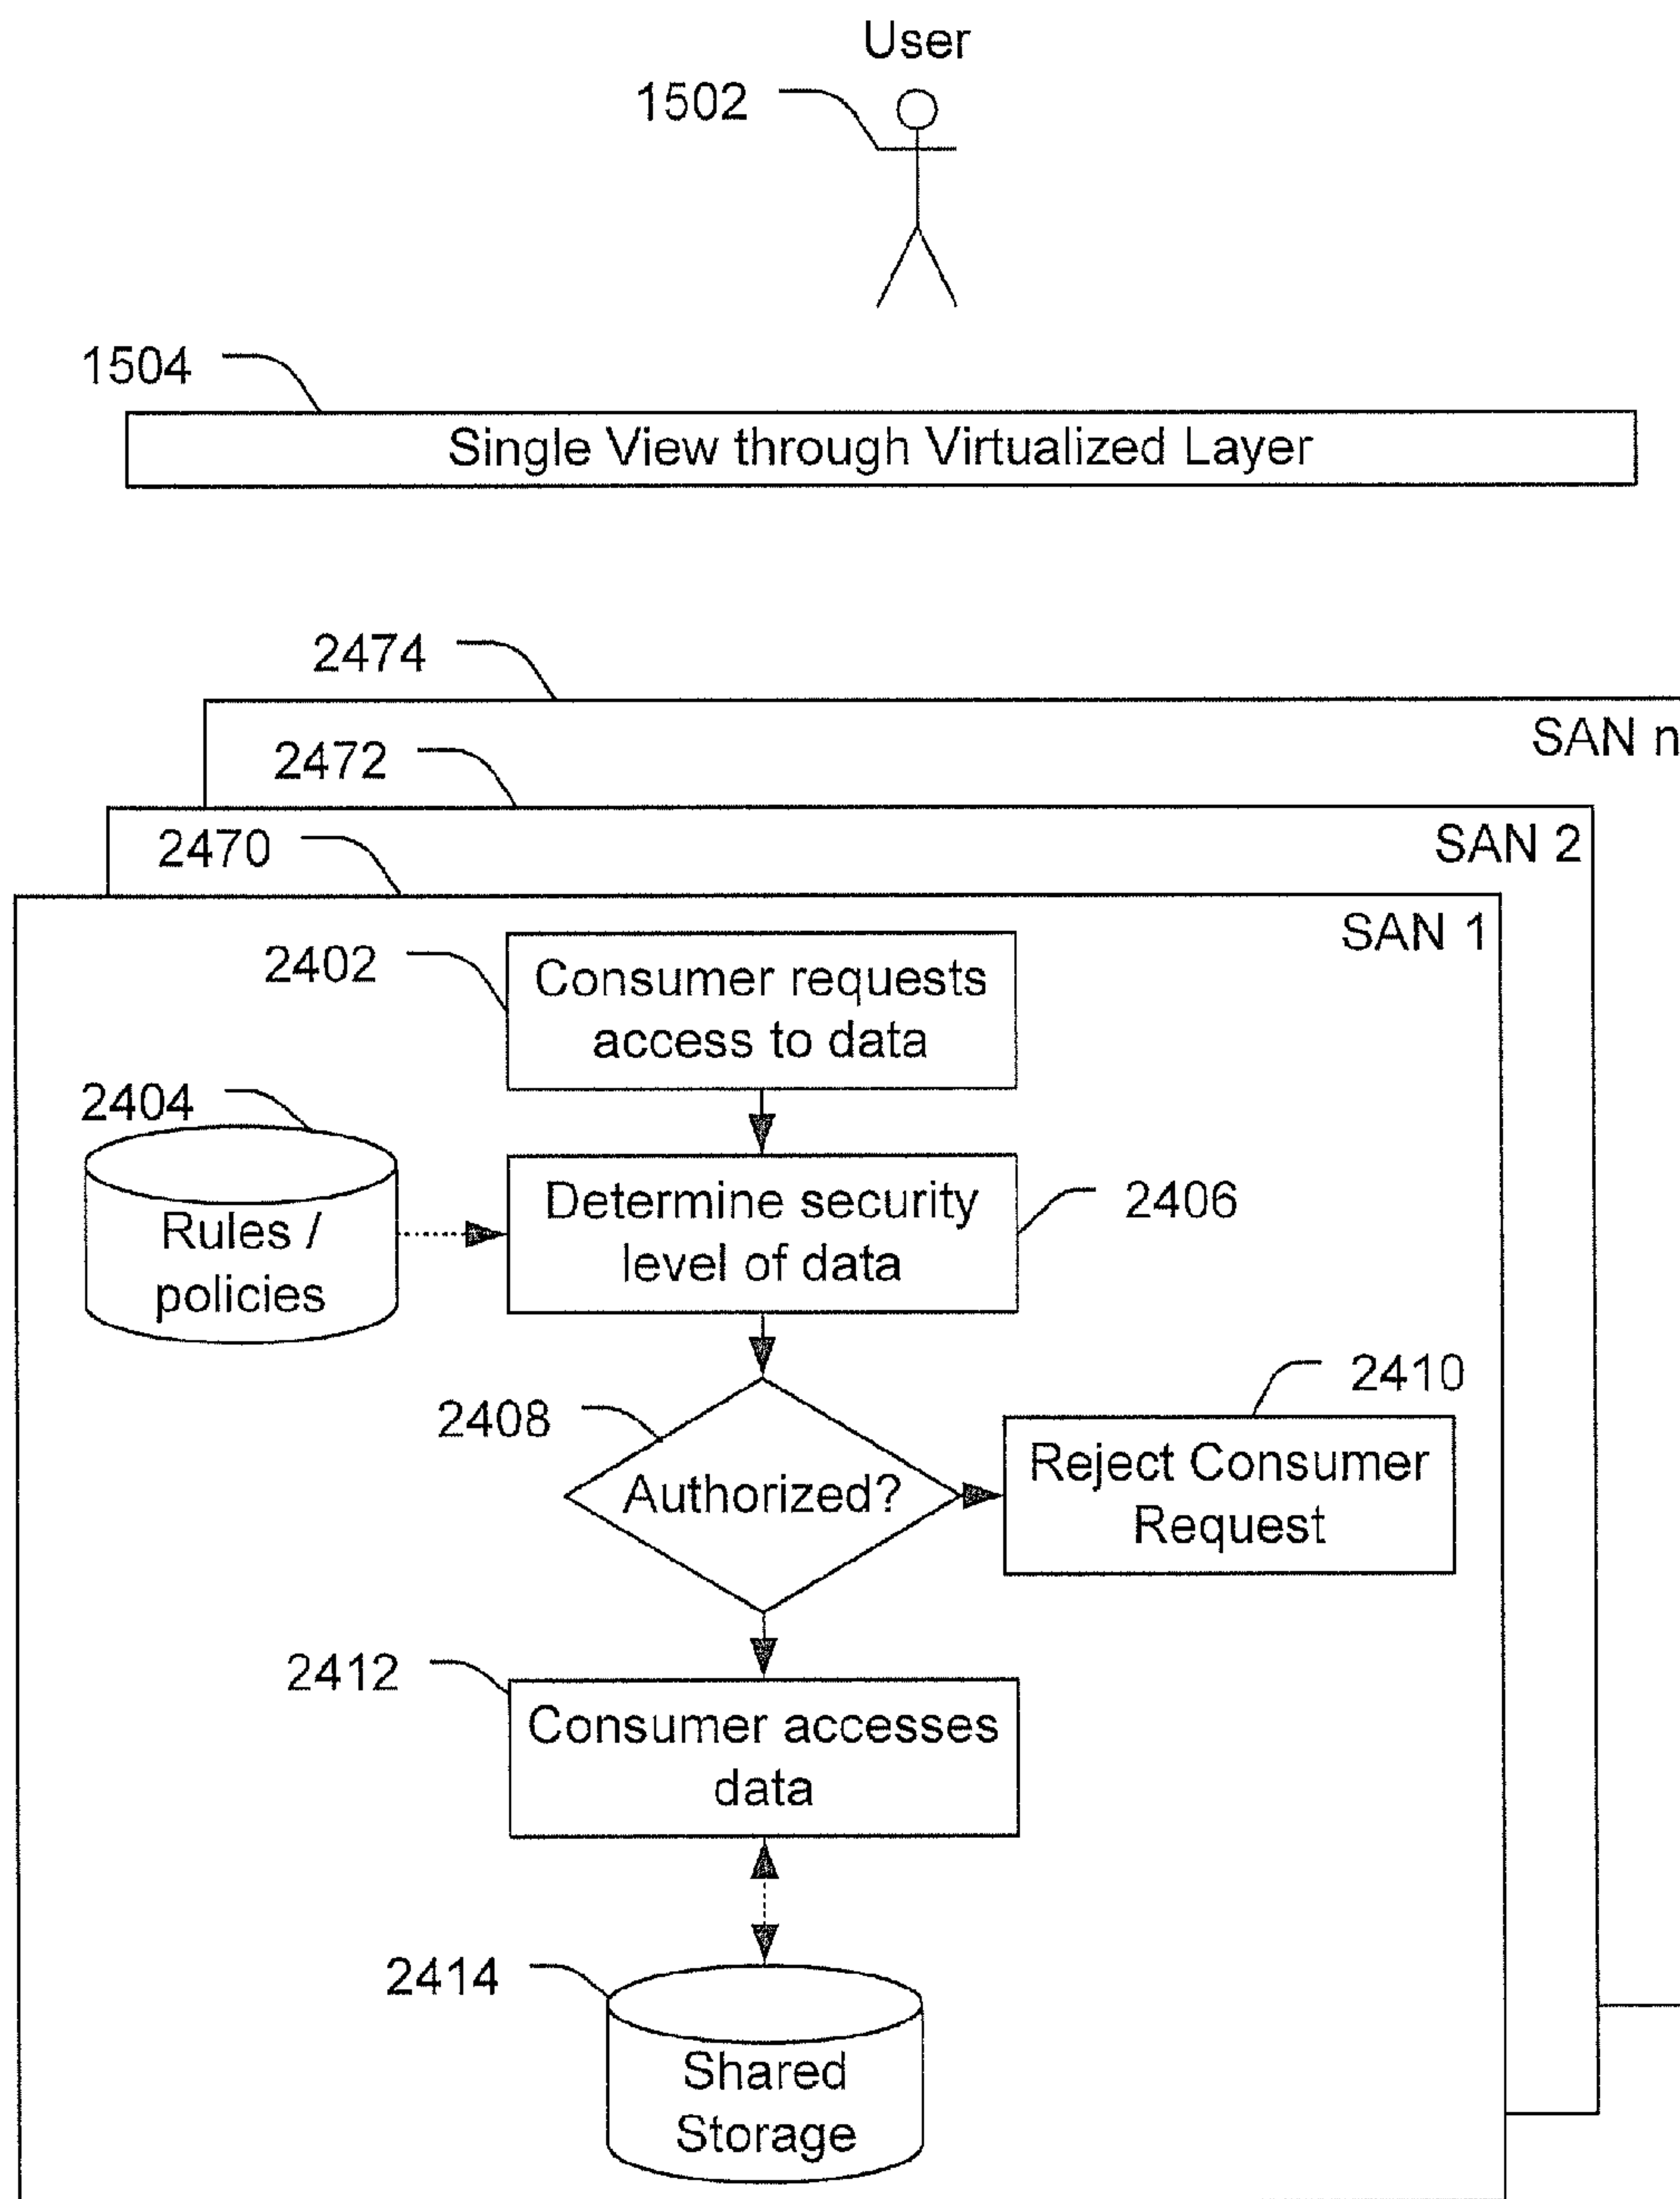 User
1502
1504
Single View through Virtualized Layer
2474
SAN n
2472
SAN 2
2470
SAN 1
2402
Consumer requests
access to data
2404
Rules /
policies
Determine security
level of data
2406
2408
Authorized?
2410
Reject Consumer
Request
2412
Consumer accesses
data
2414
Shared
Storage